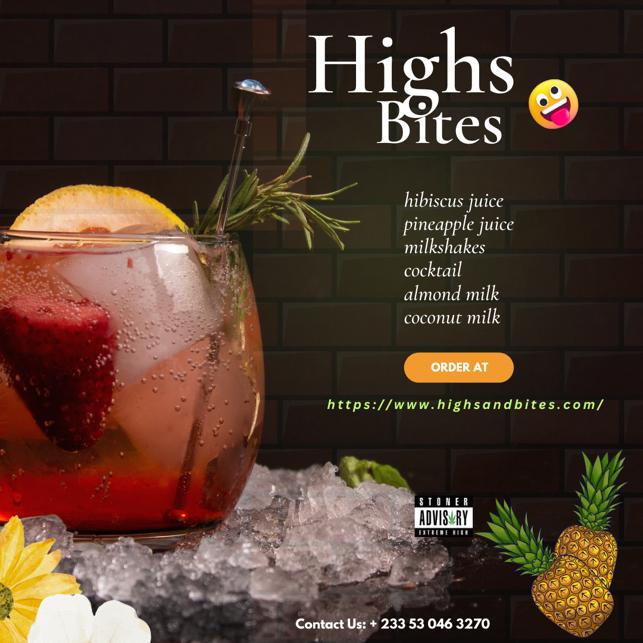 Highs
Bites
hibiscus juice
pineapple juice
milkshakes
cocktail
almond milk
coconut milk
ORDER AT
https://www.highsandbites.com/
STONER
ADVISRY
EXTREME HIGH
Contact Us: + 233 53 046 3270